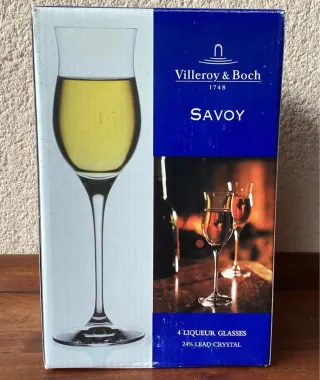 Villeroy & Boch
1748
SAVOY
4 LIQUEUR GLASSES
24% LEAD CRYSTAL